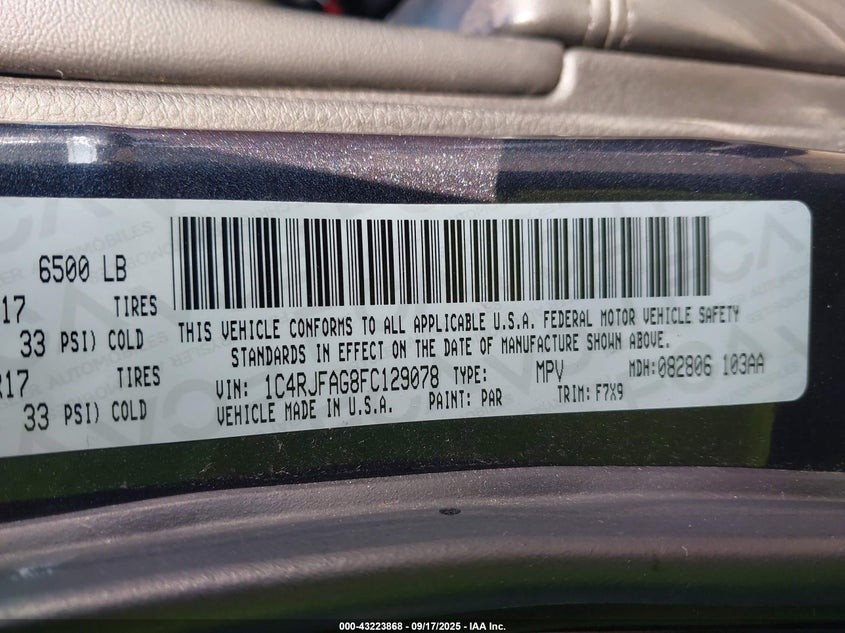 6500 LB
17 TIRES
33 PSI) COLD
R17 TIRES
33 PSI) COLD
THIS VEHICLE CONFORMS TO ALL APPLICABLE U.S.A. FEDERAL MOTOR VEHICLE SAFETY
STANDARDS IN EFFECT ON THE DATE OF MANUFACTURE SHOWN ABOVE.
VIN: 1C4RJFAG8FC129078 TYPE: MPV MDH:082806 103AA
VEHICLE MADE IN U.S.A. PAINT: PAR TRIM: F7X9
000-43223868 - 09/17/2025 - IAA Inc.